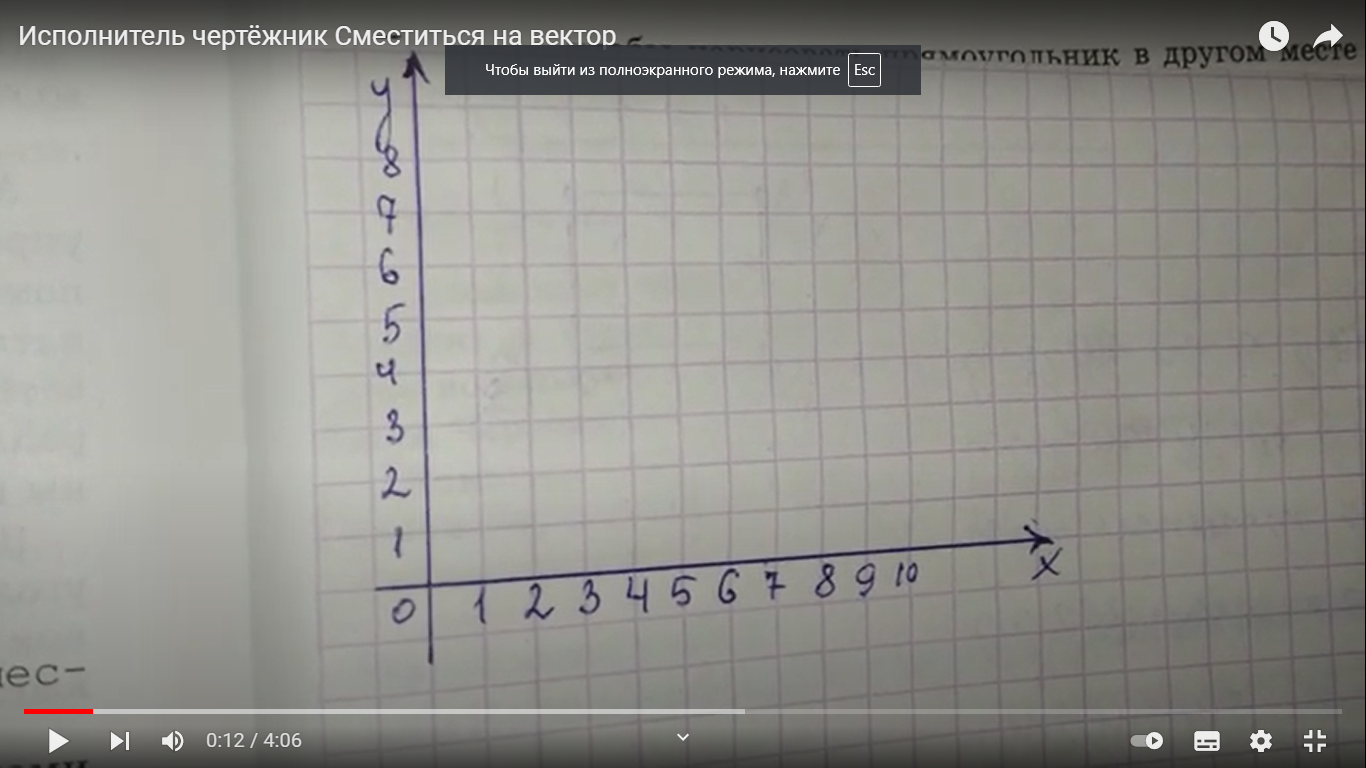 Исполнитель чертёжник Сместиться на вектор
прямоугольник в другом месте
Чтобы выйти из полноэкранного режима, нажмите Esc
y
8
7
6
5
4
3
2
1
0 1 2 3 4 5 6 7 8 9 10 x
0:12 / 4:06